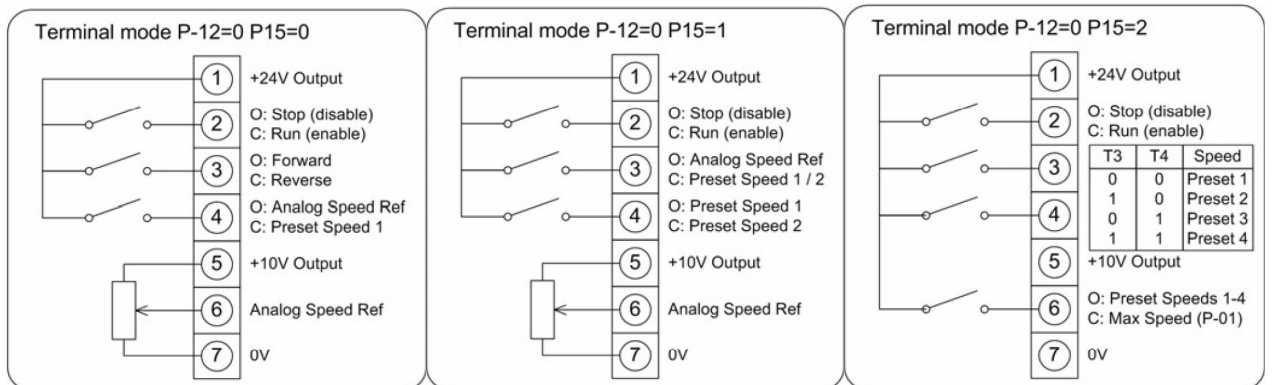 Terminal mode P-12=0 P15=0
1 +24V Output
2 O: Stop (disable)
C: Run (enable)
3 O: Forward
C: Reverse
4 O: Analog Speed Ref
C: Preset Speed 1
5 +10V Output
6 Analog Speed Ref
7 0V
Terminal mode P-12=0 P15=1
1 +24V Output
2 O: Stop (disable)
C: Run (enable)
3 O: Analog Speed Ref
C: Preset Speed 1 / 2
4 O: Preset Speed 1
C: Preset Speed 2
5 +10V Output
6 Analog Speed Ref
7 0V
Terminal mode P-12=0 P15=2
1 +24V Output
2 O: Stop (disable)
C: Run (enable)
3
4
T3 T4 Speed
0 0 Preset 1
1 0 Preset 2
0 1 Preset 3
1 1 Preset 4
5 +10V Output
6 O: Preset Speeds 1-4
C: Max Speed (P-01)
7 0V